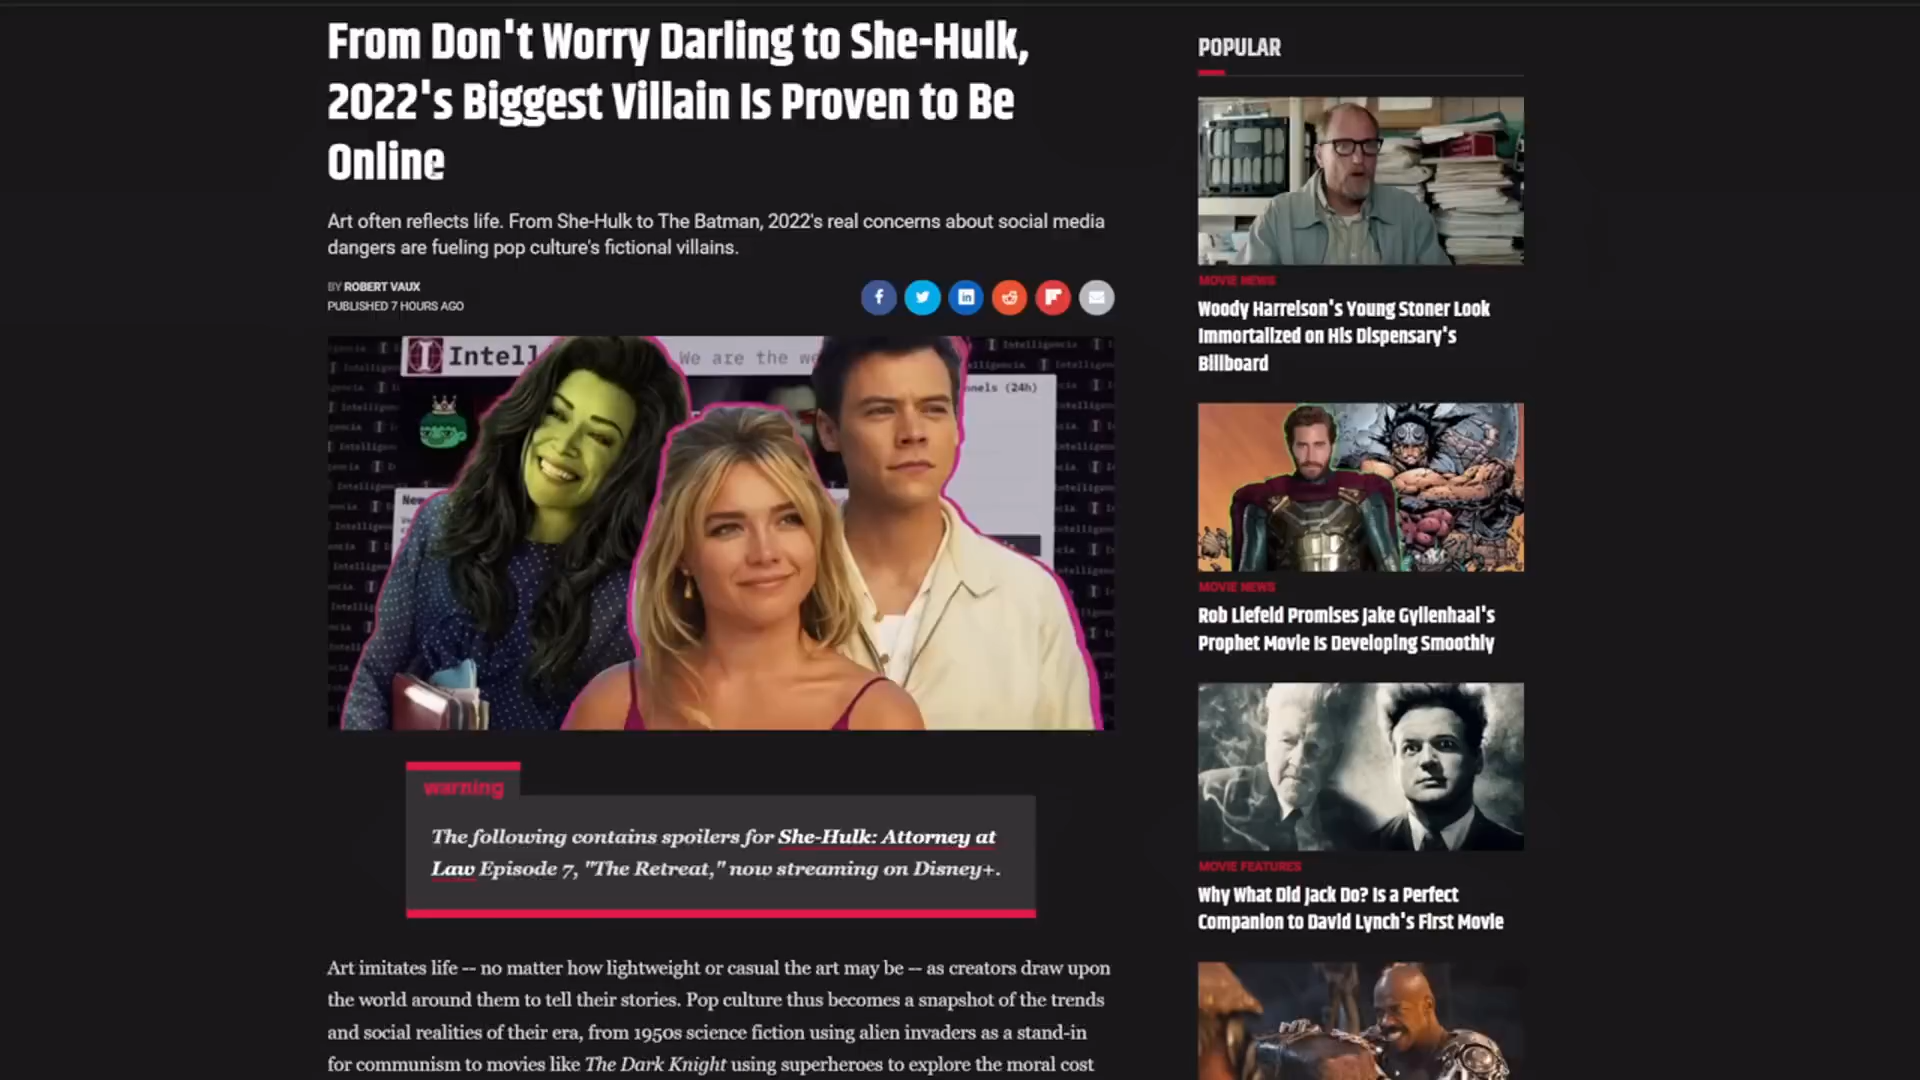 From Don't Worry Darling to She-Hulk,
2022's Biggest Villain Is Proven to Be
Online
Art often reflects life. From She-Hulk to The Batman, 2022's real concerns about social media
dangers are fueling pop culture's fictional villains.
BY ROBERT VAUX
PUBLISHED 7 HOURS AGO
Intell
We are the we
nnels (24h)
New
warning
The following contains spoilers for She-Hulk: Attorney at
Law Episode 7, "The Retreat," now streaming on Disney+.
Art imitates life -- no matter how lightweight or casual the art may be -- as creators draw upon
the world around them to tell their stories. Pop culture thus becomes a snapshot of the trends
and social realities of their era, from 1950s science fiction using alien invaders as a stand-in
for communism to movies like The Dark Knight using superheroes to explore the moral cost
POPULAR
MOVIE NEWS
Woody Harrelson's Young Stoner Look
Immortalized on His Dispensary's
Billboard
MOVIE NEWS
Rob Liefeld Promises Jake Gyllenhaal's
Prophet Movie Is Developing Smoothly
MOVIE FEATURES
Why What Did Jack Do? Is a Perfect
Companion to David Lynch's First Movie